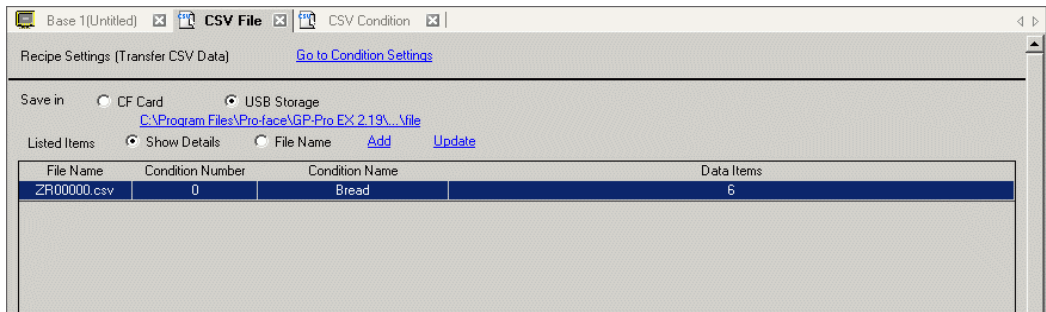 Base 1(Untitled) CSV File CSV Condition
Recipe Settings (Transfer CSV Data) Go to Condition Settings
Save in CF Card USB Storage
C:\Program Files\Pro-face\GP-Pro EX 2.19\...\file
Listed Items Show Details File Name Add Update
File Name Condition Number Condition Name Data Items
ZR00000.csv 0 Bread 6